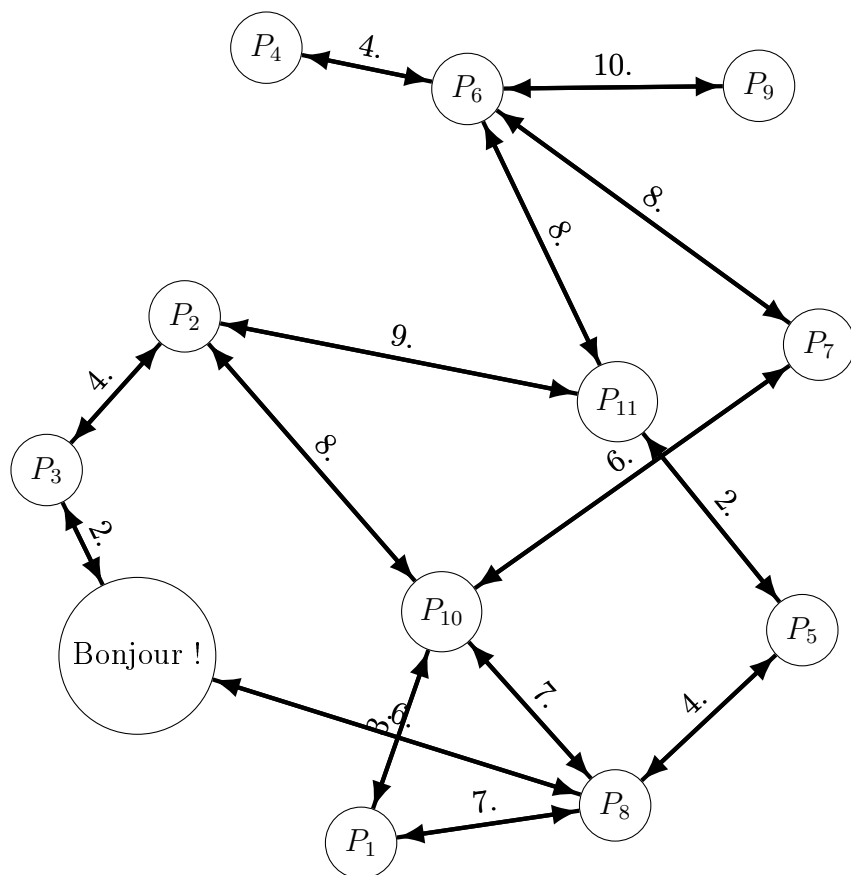 P₄
4.
P₆
10.
P₉
8.
8.
P₂
9.
P₇
4.
P₁₁
P₃
8.
6.
2.
2.
P₁₀
P₅
Bonjour !
7.
4.
3.
6.
7.
P₈
P₁